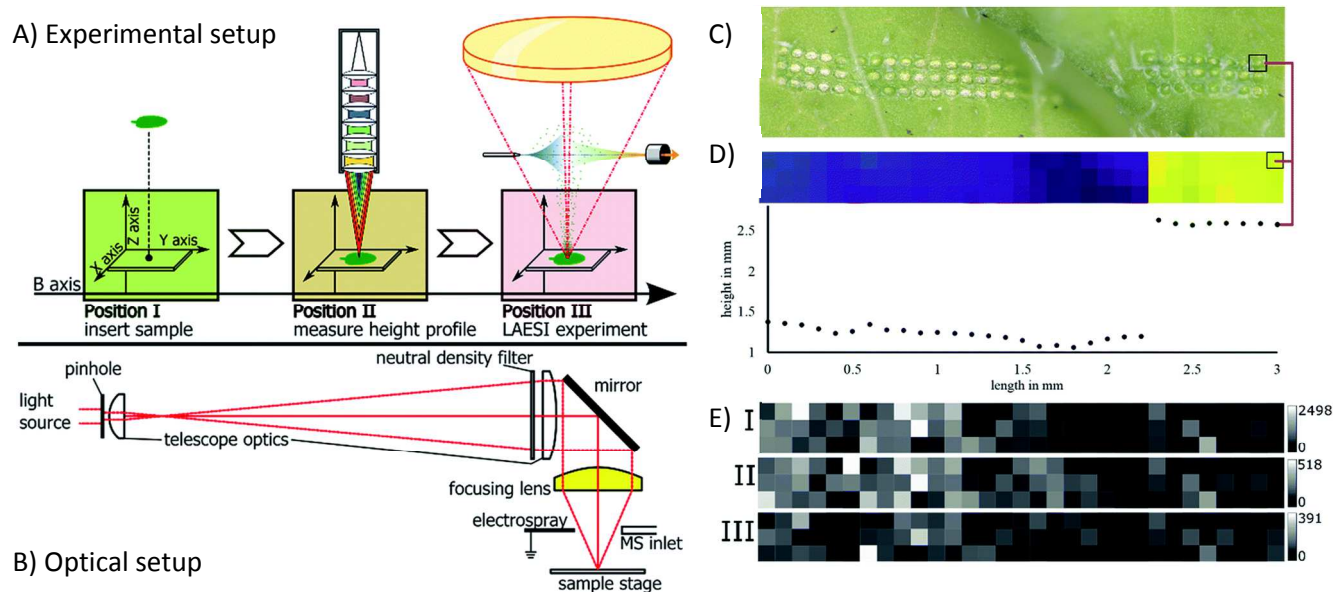 A) Experimental setup
Z axis
Y axis
X axis
B axis
Position I
insert sample
Position II
measure height profile
Position III
LAESI experiment
neutral density filter
pinhole
mirror
light
source
telescope optics
focusing lens
electrospray
MS inlet
sample stage
B) Optical setup
C)
D)
height in mm
2.5
2
1.5
1
0
0.5
1
1.5
2
2.5
3
length in mm
E)
I
2498
0
II
518
0
III
391
0